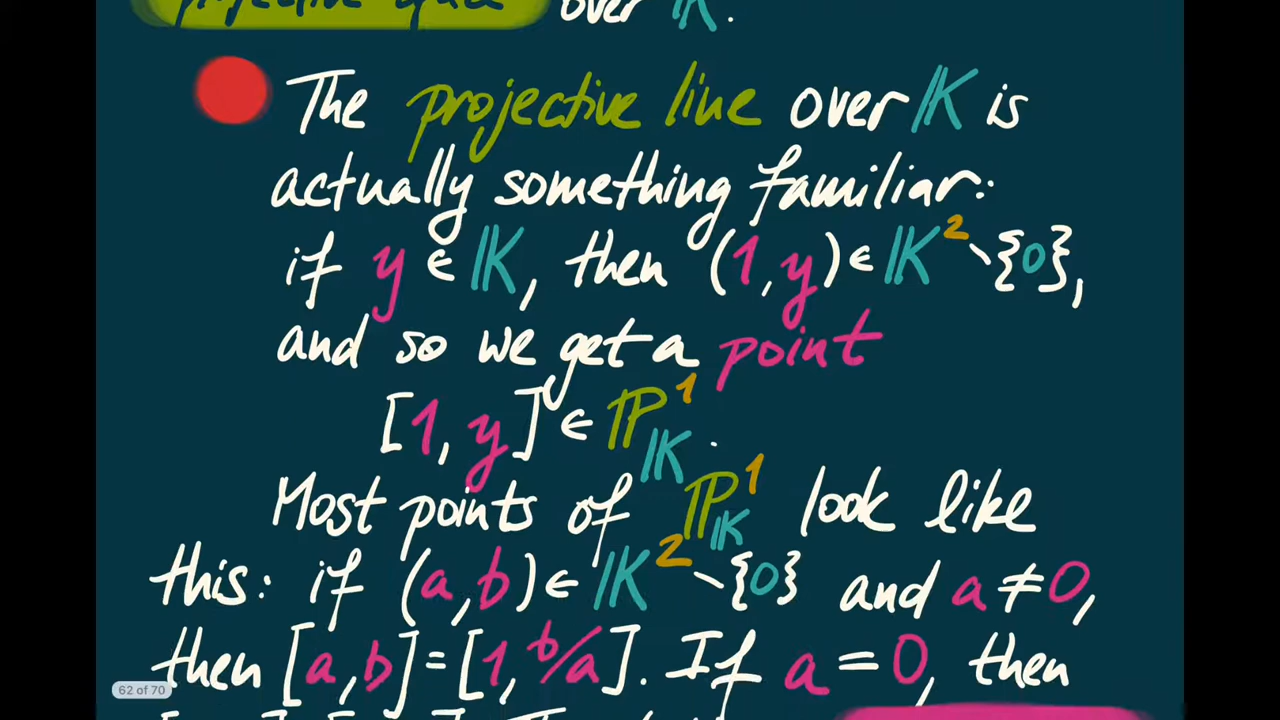 projective space over 𝕂.
The projective line over 𝕂 is
actually something familiar:
if y ∈ 𝕂, then (1, y) ∈ 𝕂² ∖ {0},
and so we get a point
[1, y] ∈ ℙ¹_𝕂.
Most points of ℙ¹_𝕂 look like
this: if (a, b) ∈ 𝕂² ∖ {0} and a ≠ 0,
then [a, b] = [1, b/a]. If a = 0, then
62 of 70